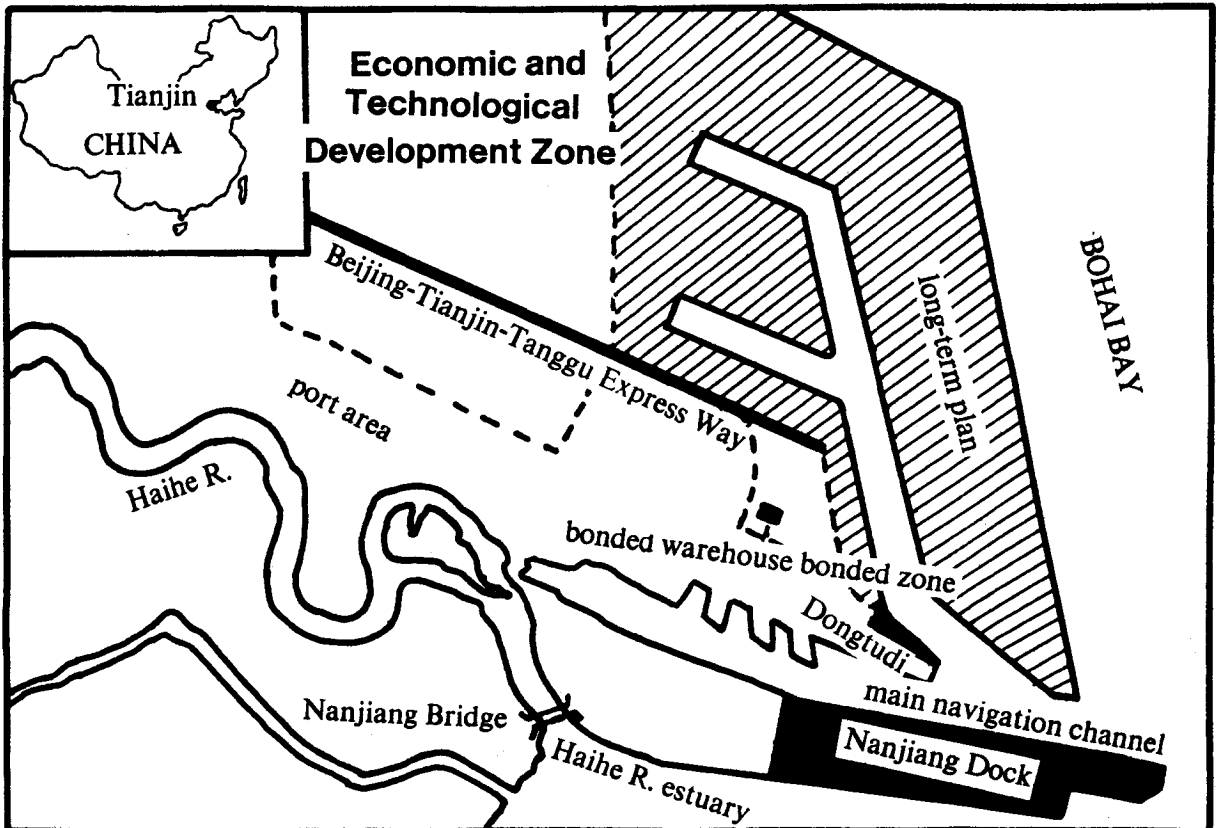 Tianjin
CHINA
Economic and
Technological
Development Zone
Beijing-Tianjin-Tanggu Express Way
BOHAI BAY
long-term plan
port area
Haihe R.
bonded warehouse bonded zone
Dongtudi
main navigation channel
Nanjiang Bridge
Nanjiang Dock
Haihe R. estuary